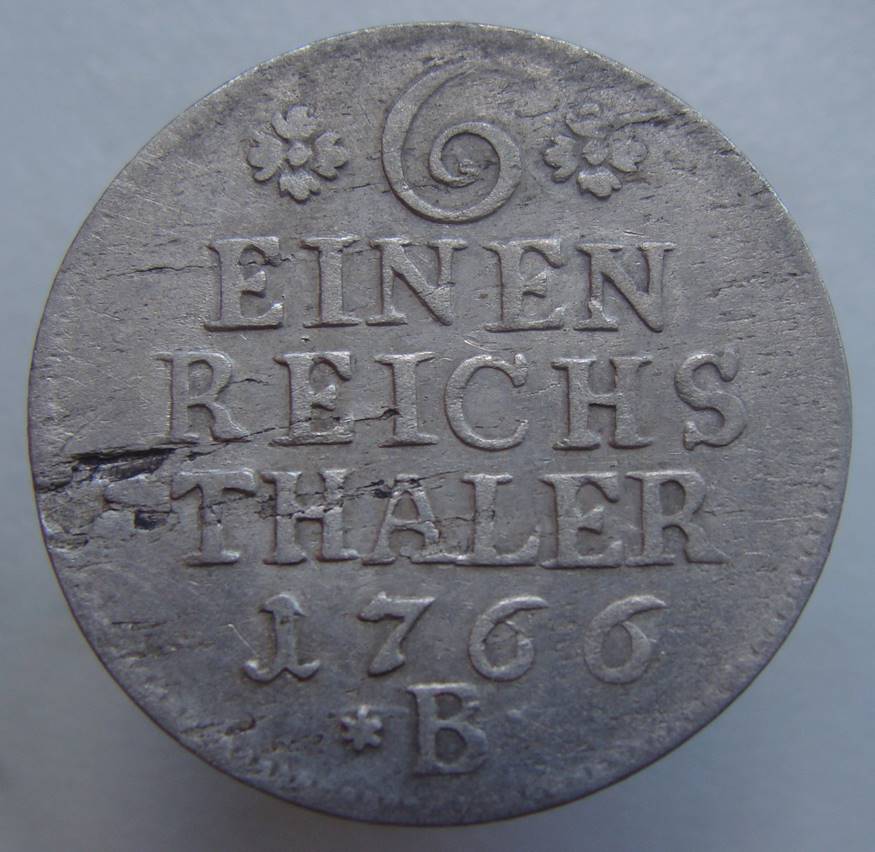 6
EINEN
REICHS
THALER
1766
*B